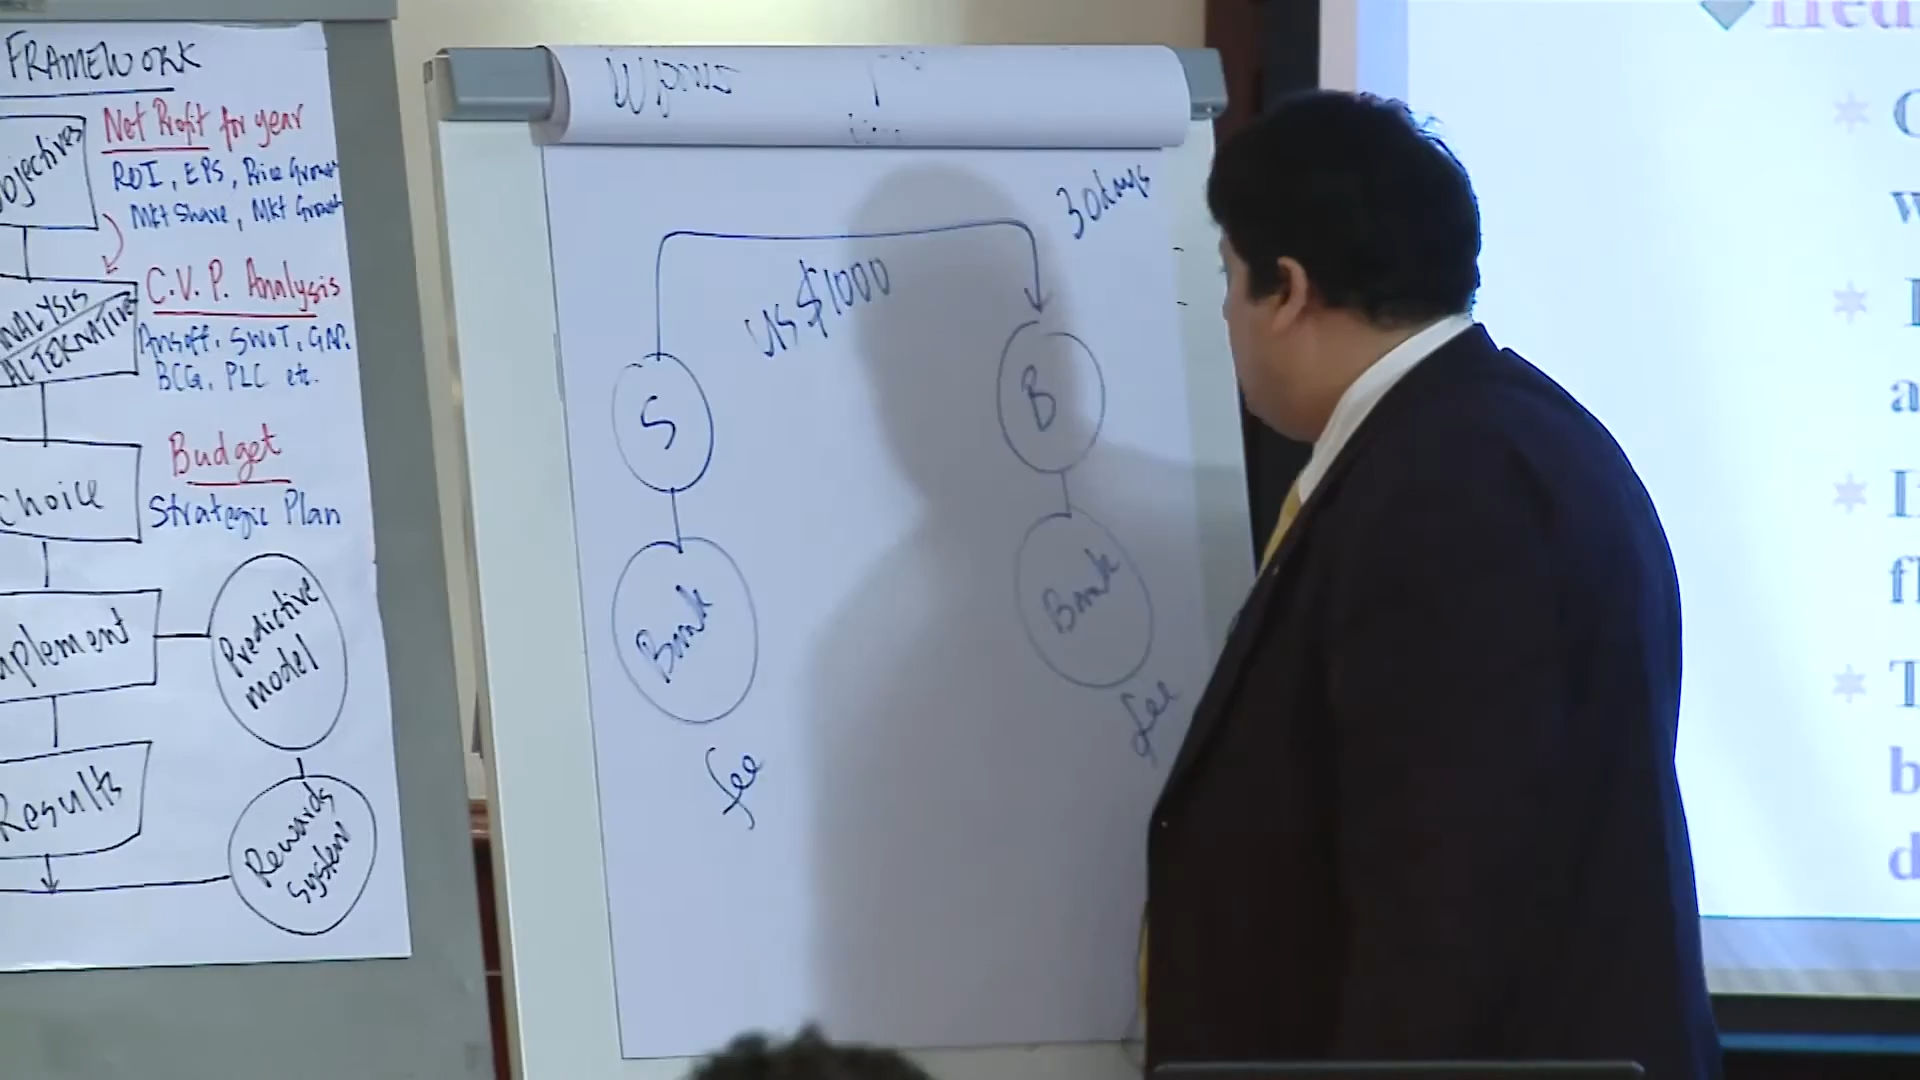 FRAMEWORK
Objectives
Net Profit for year
ROI, EPS, Price Growth
Mkt Share, Mkt Growth
ANALYSIS
ALTERNATIVE
C.V.P. Analysis
Ansoff, SWOT, GAP,
BCG, PLC etc.
Choice
Budget
Strategic Plan
Implement
Predictive
model
Results
Rewards
System
30 days
US $1000
S
B
Bank
Bank
fee
fee